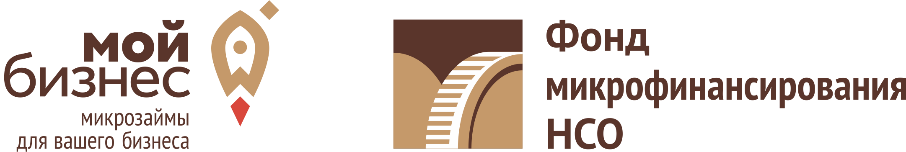 мой
бизнес
микрозаймы
для вашего бизнеса
Фонд
микрофинансирования
НСО